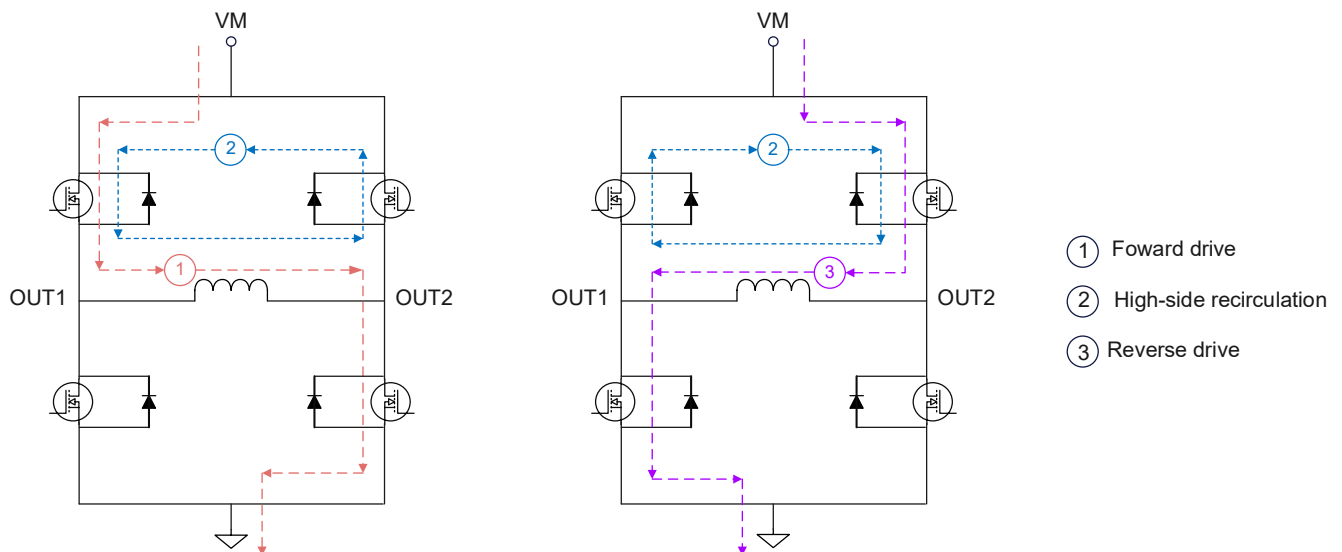 VM
VM
2
2
1
3
OUT1
OUT2
OUT1
OUT2
1 Foward drive
2 High-side recirculation
3 Reverse drive